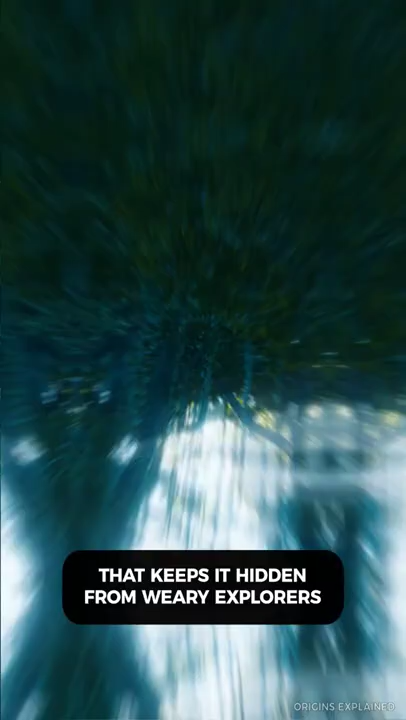 THAT KEEPS IT HIDDEN
FROM WEARY EXPLORERS
ORIGINS EXPLAINED